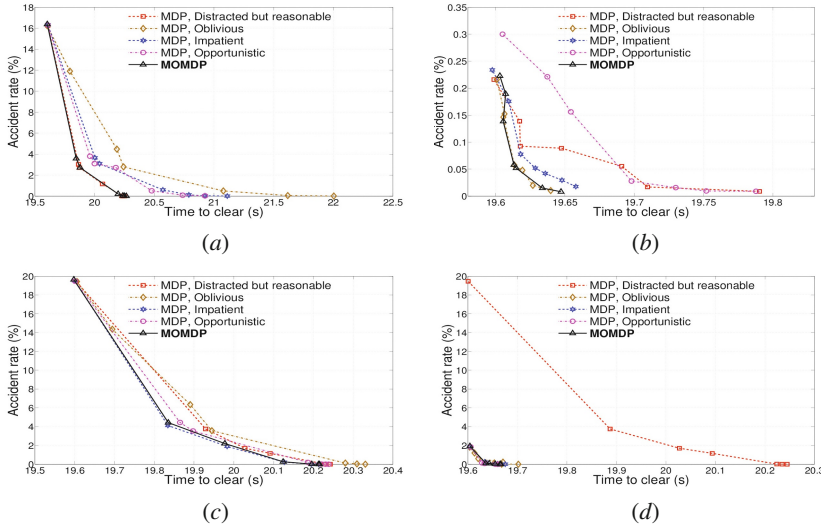 MDP, Distracted but reasonable
MDP, Oblivious
MDP, Impatient
MDP, Opportunistic
MOMDP
Accident rate (%)
18
16
14
12
10
8
6
4
2
0
19.5 20 20.5 21 21.5 22 22.5
Time to clear (s)
(a)
MDP, Distracted but reasonable
MDP, Oblivious
MDP, Impatient
MDP, Opportunistic
MOMDP
Accident rate (%)
0.35
0.3
0.25
0.2
0.15
0.1
0.05
0
19.6 19.65 19.7 19.75 19.8
Time to clear (s)
(b)
MDP, Distracted but reasonable
MDP, Oblivious
MDP, Impatient
MDP, Opportunistic
MOMDP
Accident rate (%)
20
18
16
14
12
10
8
6
4
2
0
19.5 19.6 19.7 19.8 19.9 20 20.1 20.2 20.3 20.4
Time to clear (s)
(c)
MDP, Distracted but reasonable
MDP, Oblivious
MDP, Impatient
MDP, Opportunistic
MOMDP
Accident rate (%)
20
18
16
14
12
10
8
6
4
2
0
19.6 19.7 19.8 19.9 20 20.1 20.2 20.3
Time to clear (s)
(d)